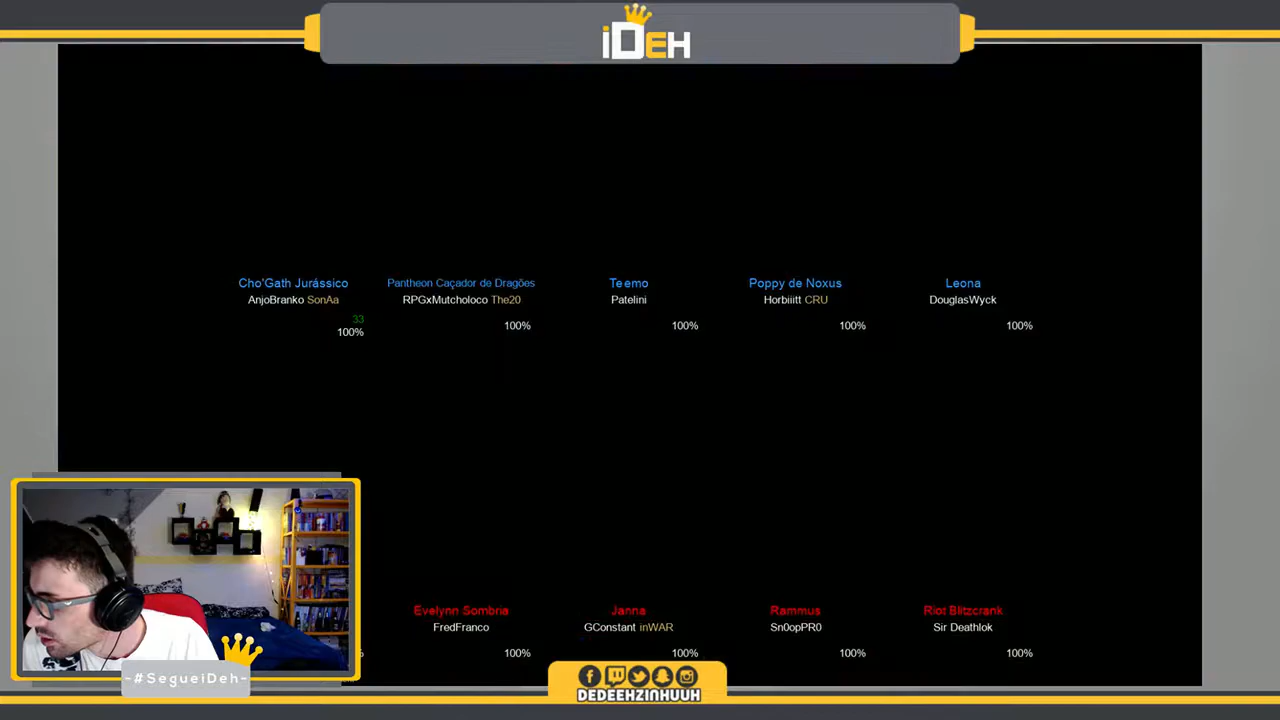 iDEH
Cho'Gath Jurássico
AnjoBranko SonAa
33
100%
Pantheon Caçador de Dragões
RPGxMutcholoco The20
100%
Teemo
Patelini
100%
Poppy de Noxus
Horbiiitt CRU
100%
Leona
DouglasWyck
100%
Evelynn Sombria
FredFranco
100%
Janna
GConstant inWAR
100%
Rammus
Sn0opPR0
100%
Riot Blitzcrank
Sir Deathlok
100%
%
-#SegueiDeh-
DEDEEHZINHUUH